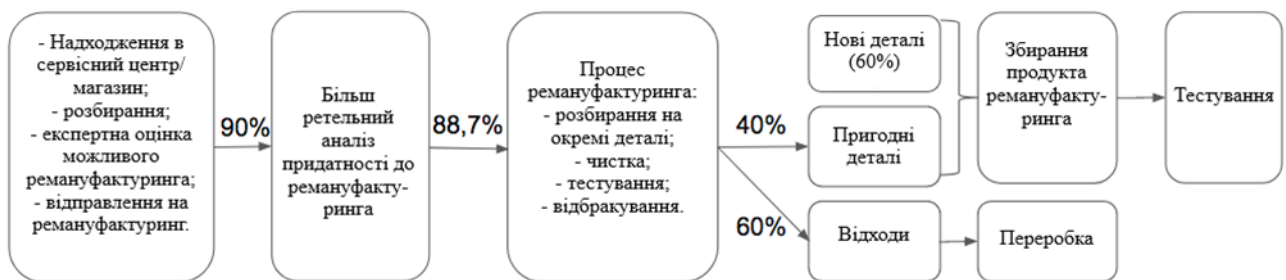 - Надходження в
сервісний центр/
магазин;
- розбирання;
- експертна оцінка
можливого
ремануфактуринга;
- відправлення на
ремануфактуринг.
90%
Більш
ретельний
аналіз
придатності до
ремануфакту-
ринга
88,7%
Процес
ремануфактуринга:
- розбирання на
окремі деталі;
- чистка;
- тестування;
- відбракування.
40%
60%
Нові деталі
(60%)
Пригодні
деталі
Відходи
Збирання
продукта
ремануфакту-
ринга
Переробка
Тестування